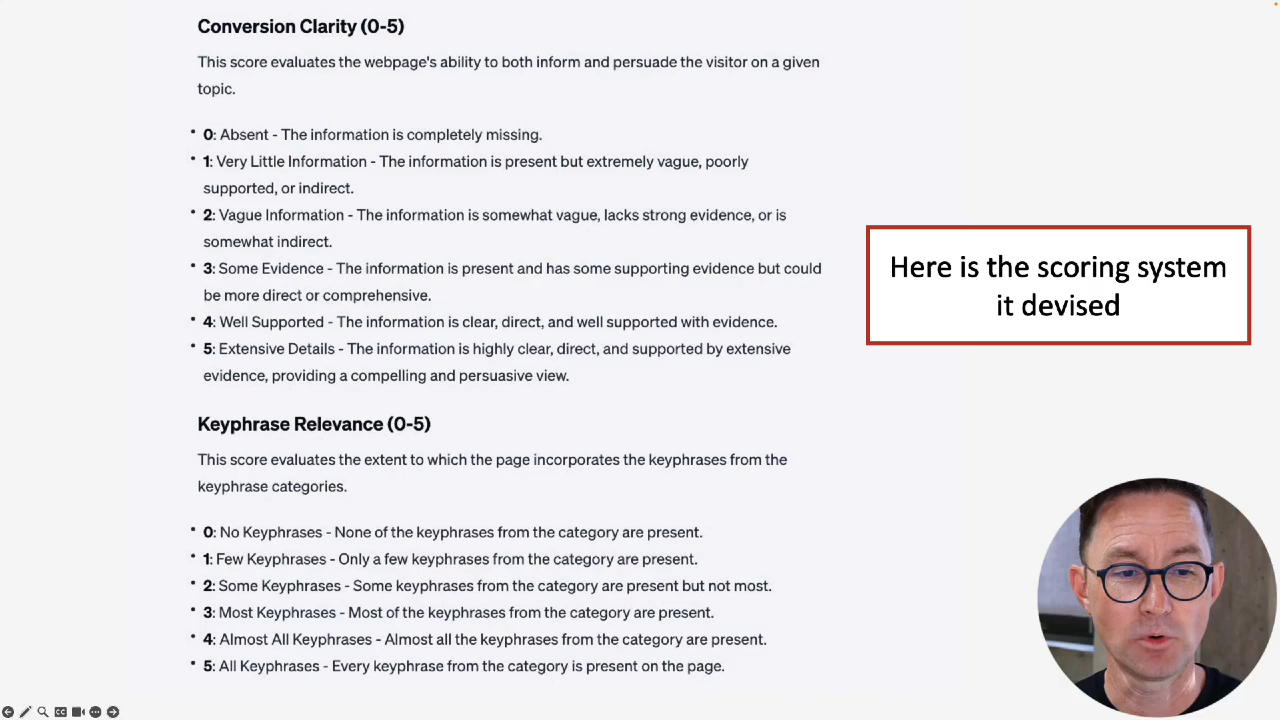 Conversion Clarity (0-5)
This score evaluates the webpage's ability to both inform and persuade the visitor on a given
topic.
• 0: Absent - The information is completely missing.
• 1: Very Little Information - The information is present but extremely vague, poorly
supported, or indirect.
• 2: Vague Information - The information is somewhat vague, lacks strong evidence, or is
somewhat indirect.
• 3: Some Evidence - The information is present and has some supporting evidence but could
be more direct or comprehensive.
• 4: Well Supported - The information is clear, direct, and well supported with evidence.
• 5: Extensive Details - The information is highly clear, direct, and supported by extensive
evidence, providing a compelling and persuasive view.
Keyphrase Relevance (0-5)
This score evaluates the extent to which the page incorporates the keyphrases from the
keyphrase categories.
• 0: No Keyphrases - None of the keyphrases from the category are present.
• 1: Few Keyphrases - Only a few keyphrases from the category are present.
• 2: Some Keyphrases - Some keyphrases from the category are present but not most.
• 3: Most Keyphrases - Most of the keyphrases from the category are present.
• 4: Almost All Keyphrases - Almost all the keyphrases from the category are present.
• 5: All Keyphrases - Every keyphrase from the category is present on the page.
Here is the scoring system
it devised